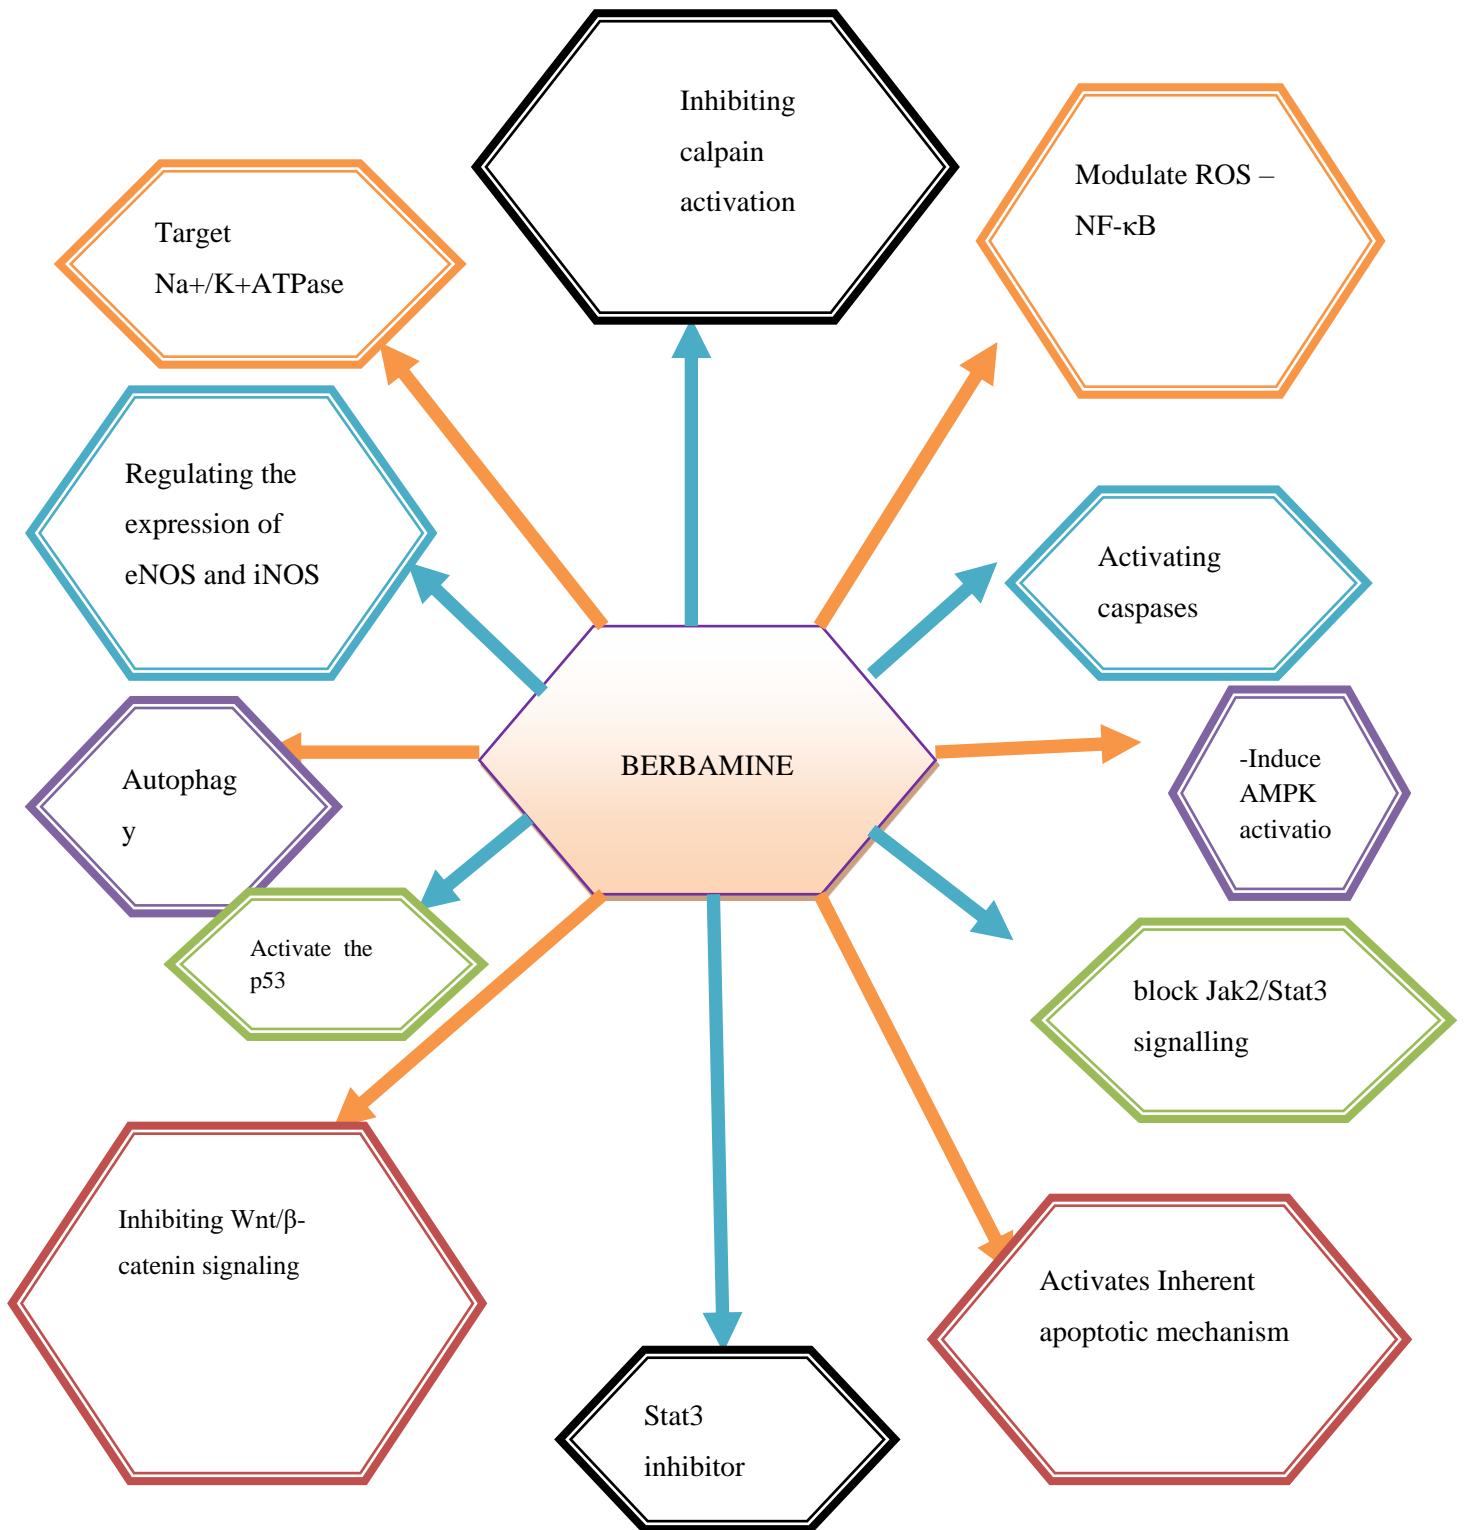 Inhibiting
calpain
activation
Modulate ROS –
NF-κB
Target
Na+/K+ATPase
Regulating the
expression of
eNOS and iNOS
Activating
caspases
BERBAMINE
-Induce
AMPK
activatio
Autophag
y
Activate the
p53
block Jak2/Stat3
signalling
Inhibiting Wnt/β-
catenin signaling
Activates Inherent
apoptotic mechanism
Stat3
inhibitor